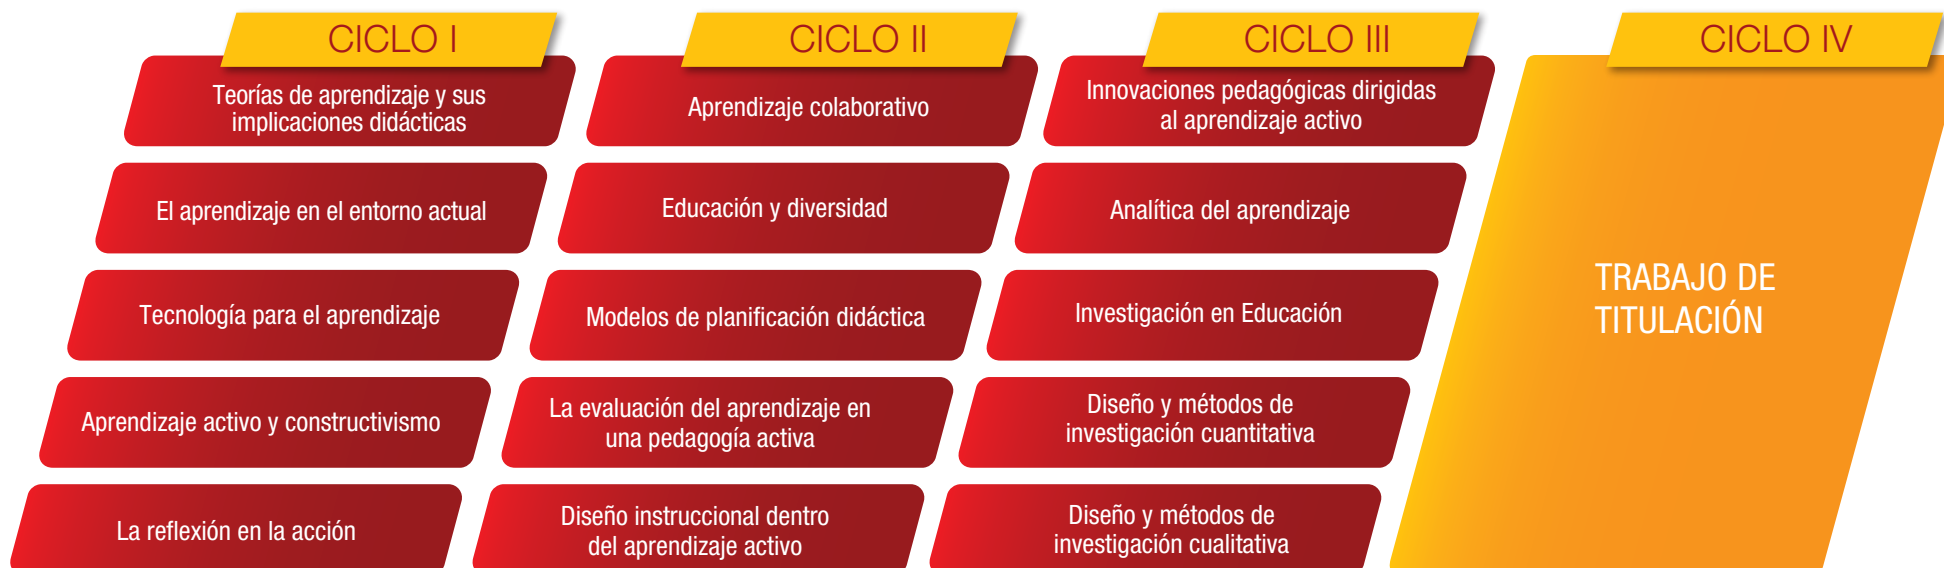 CICLO I
Teorías de aprendizaje y sus
implicaciones didácticas
El aprendizaje en el entorno actual
Tecnología para el aprendizaje
Aprendizaje activo y constructivismo
La reflexión en la acción
CICLO II
Aprendizaje colaborativo
Educación y diversidad
Modelos de planificación didáctica
La evaluación del aprendizaje en
una pedagogía activa
Diseño instruccional dentro
del aprendizaje activo
CICLO III
Innovaciones pedagógicas dirigidas
al aprendizaje activo
Analítica del aprendizaje
Investigación en Educación
Diseño y métodos de
investigación cuantitativa
Diseño y métodos de
investigación cualitativa
CICLO IV
TRABAJO DE
TITULACIÓN